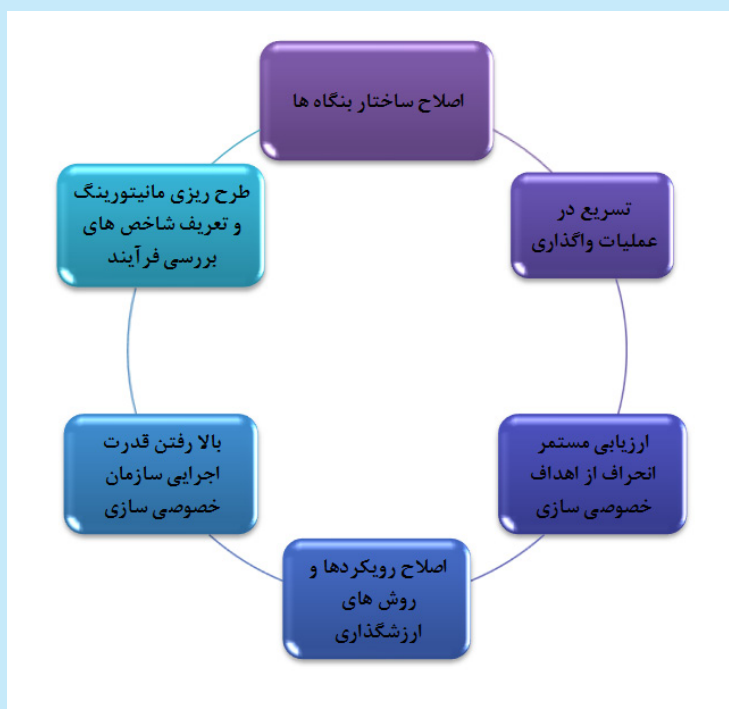 اصلاح ساختار بنگاه ها
تسریع در
عملیات واگذاری
ارزیابی مستمر
انحراف از اهداف
خصوصی سازی
اصلاح رویکردها و
روش های
ارزشگذاری
بالا رفتن قدرت
اجرایی سازمان
خصوصی سازی
طرح ریزی مانیتورینگ
و تعریف شاخص های
بررسی فرآیند